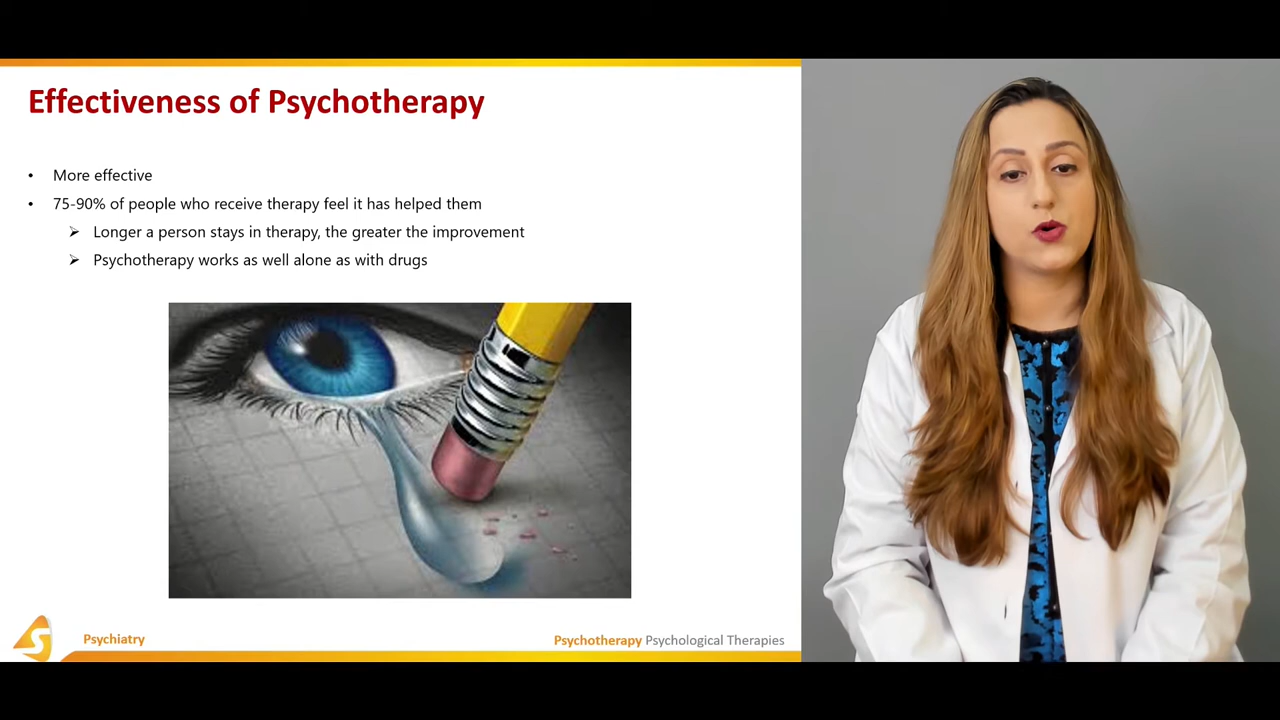 Effectiveness of Psychotherapy
• More effective
• 75-90% of people who receive therapy feel it has helped them
➢ Longer a person stays in therapy, the greater the improvement
➢ Psychotherapy works as well alone as with drugs
S
Psychiatry
Psychotherapy Psychological Therapies